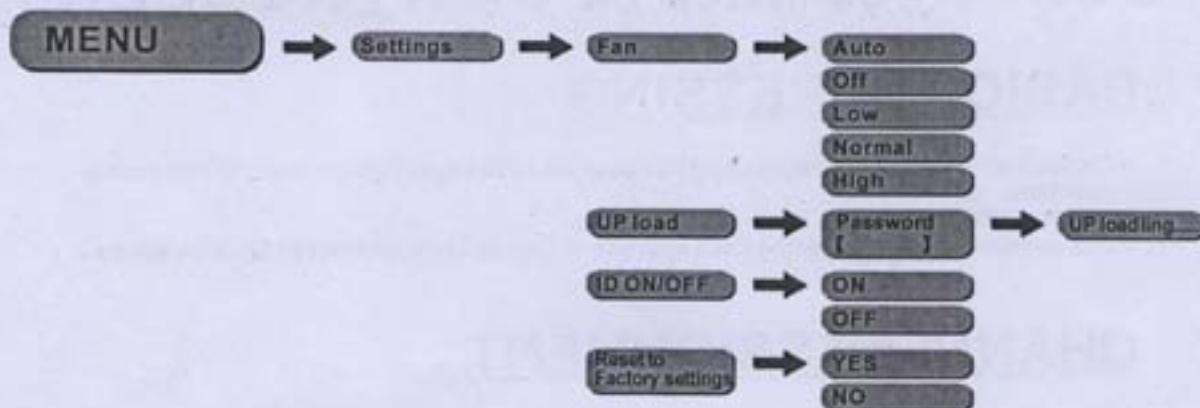 MENU
Settings
Fan
Auto
Off
Low
Normal
High
UP load
Password
[ ]
UP loadling
ID ON/OFF
ON
OFF
Reset to
Factory settings
YES
NO